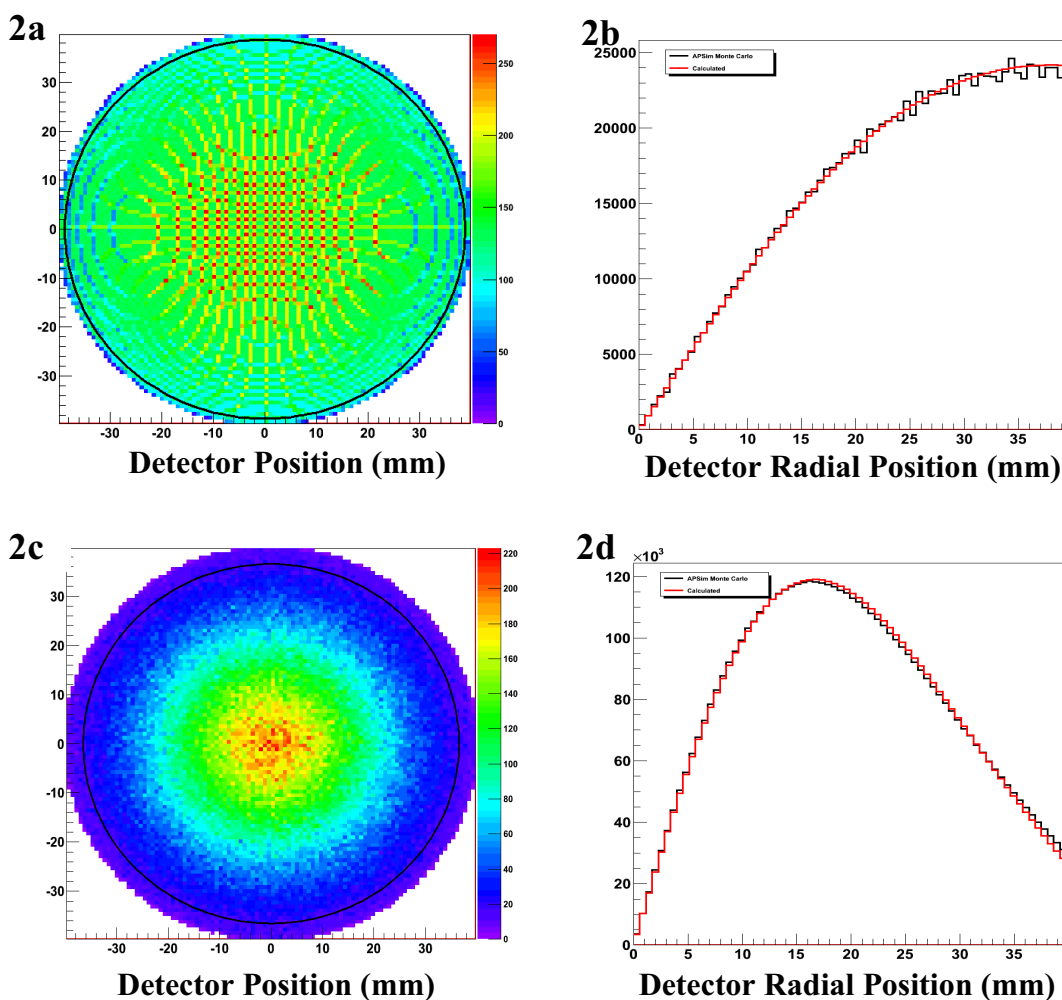 2a
30
20
10
0
-10
-20
-30
-30 -20 -10 0 10 20 30
250
200
150
100
50
0
Detector Position (mm)
2b
25000
20000
15000
10000
5000
0
APSim Monte Carlo
Calculated
0 5 10 15 20 25 30 35
Detector Radial Position (mm)
2c
30
20
10
0
-10
-20
-30
-30 -20 -10 0 10 20 30
220
200
180
160
140
120
100
80
60
40
20
0
Detector Position (mm)
2d
×10³
120
100
80
60
40
20
0
APSim Monte Carlo
Calculated
0 5 10 15 20 25 30 35
Detector Radial Position (mm)